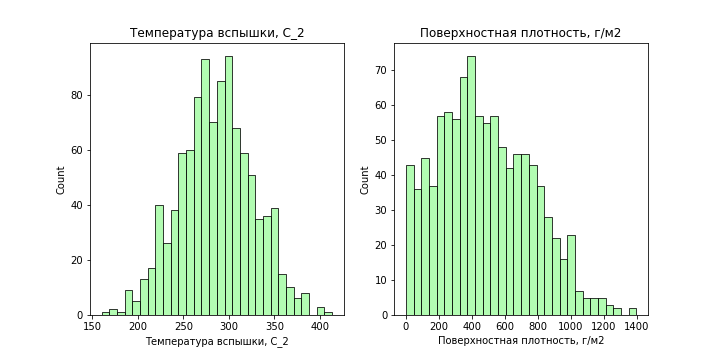 Температура вспышки, С_2
Count
80
60
40
20
0
150 200 250 300 350 400
Температура вспышки, С_2
Поверхностная плотность, г/м2
Count
70
60
50
40
30
20
10
0
0 200 400 600 800 1000 1200 1400
Поверхностная плотность, г/м2